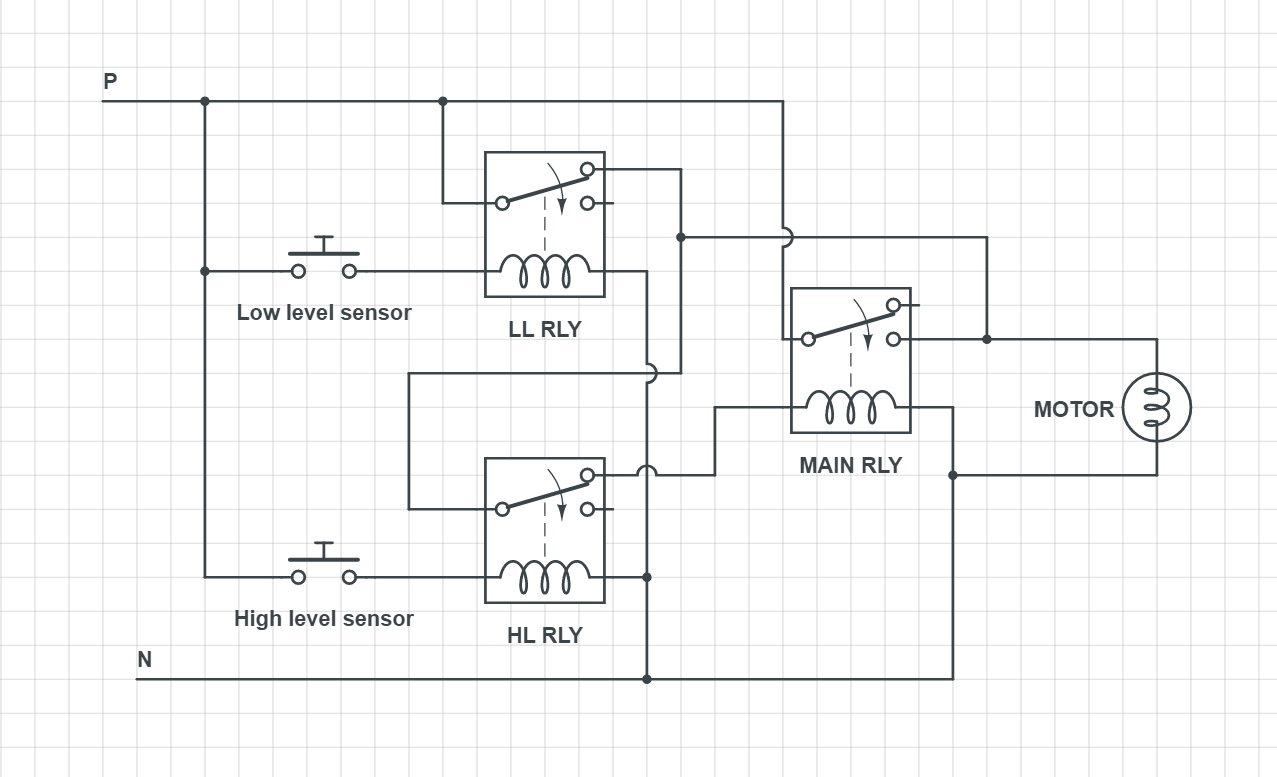 P
Low level sensor
LL RLY
MOTOR
MAIN RLY
High level sensor
HL RLY
N